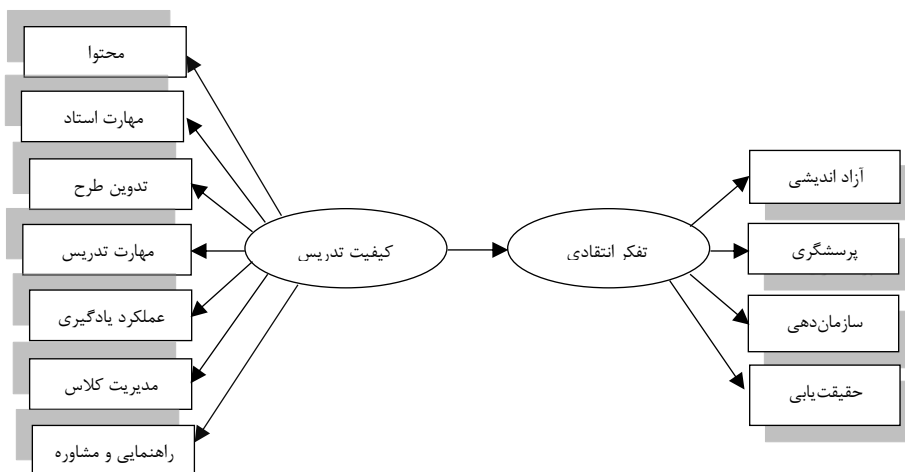 محتوا
مهارت استاد
تدوین طرح
مهارت تدریس
عملکرد یادگیری
مدیریت کلاس
راهنمایی و مشاوره
کیفیت تدریس
تفکر انتقادی
آزاد اندیشی
پرسشگری
سازمان‌دهی
حقیقت‌یابی